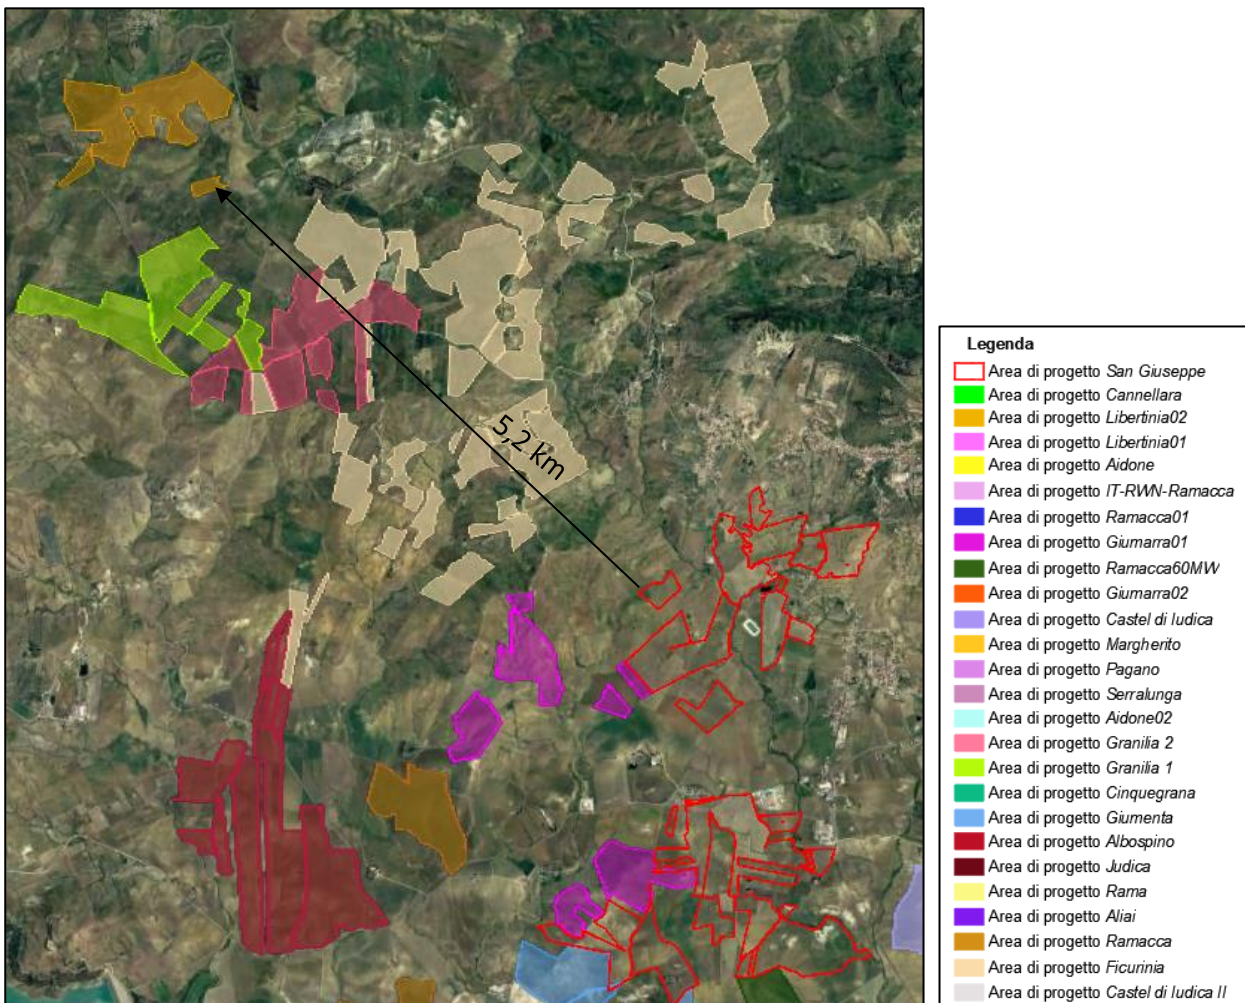 5,2 km
Legenda
Area di progetto San Giuseppe
Area di progetto Cannellara
Area di progetto Libertinia02
Area di progetto Libertinia01
Area di progetto Aidone
Area di progetto IT-RWN-Ramacca
Area di progetto Ramacca01
Area di progetto Giumarra01
Area di progetto Ramacca60MW
Area di progetto Giumarra02
Area di progetto Castel di Iudica
Area di progetto Margherito
Area di progetto Pagano
Area di progetto Serralunga
Area di progetto Aidone02
Area di progetto Granilia 2
Area di progetto Granilia 1
Area di progetto Cinquegrana
Area di progetto Giumenta
Area di progetto Albospino
Area di progetto Judica
Area di progetto Rama
Area di progetto Aliai
Area di progetto Ramacca
Area di progetto Ficurinia
Area di progetto Castel di Iudica II